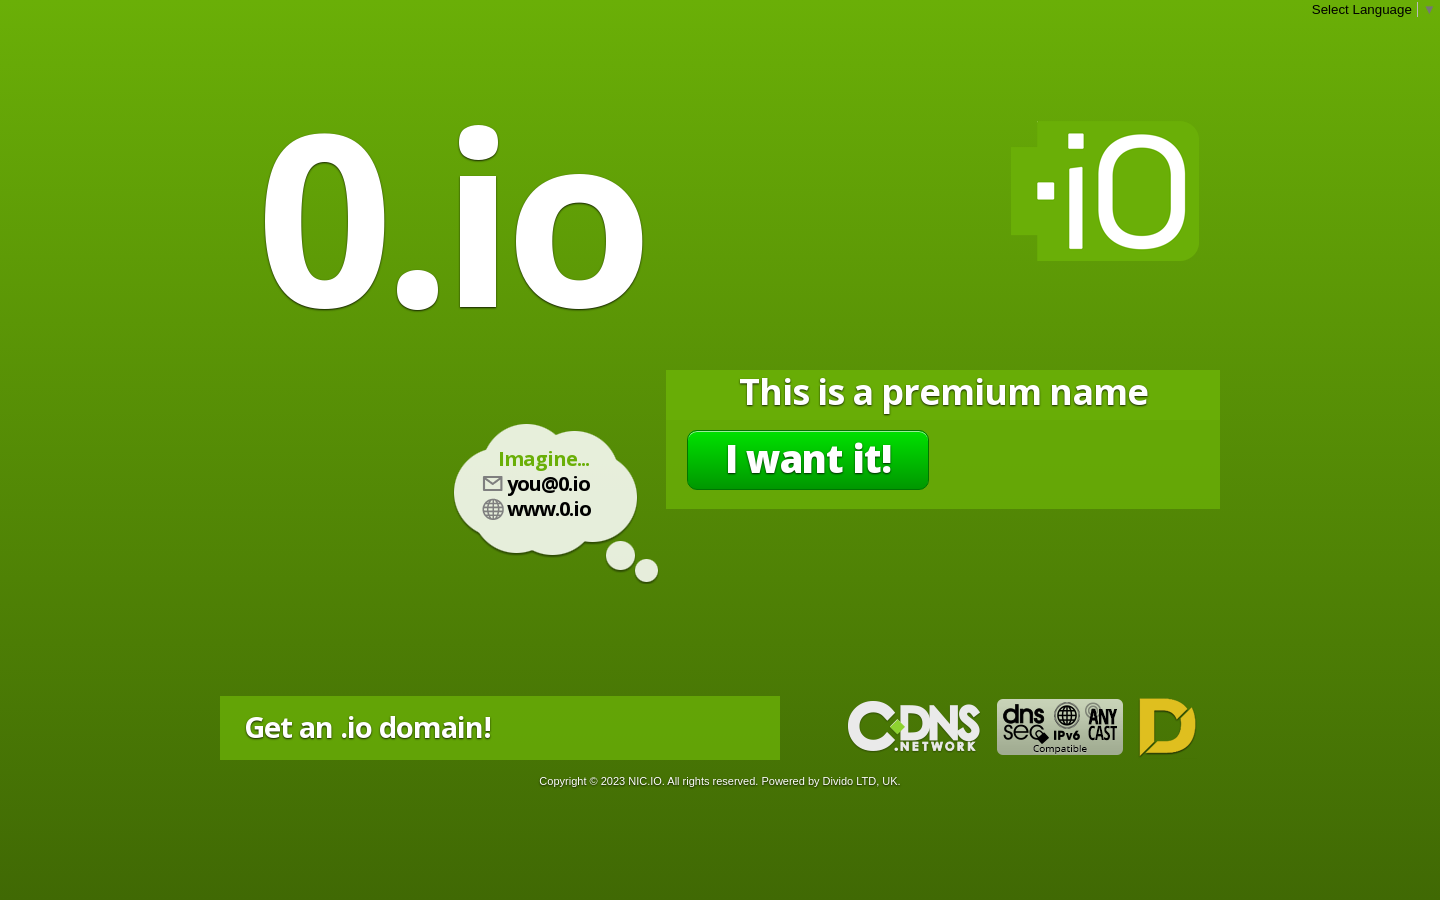 Select Language ▼
0.io
iO
This is a premium name
I want it!
Imagine...
you@0.io
www.0.io
Get an .io domain!
CDNS
.NETWORK
dns
sec
IPv6
ANY
CAST
Compatible
D
Copyright © 2023 NIC.IO. All rights reserved. Powered by Divido LTD, UK.